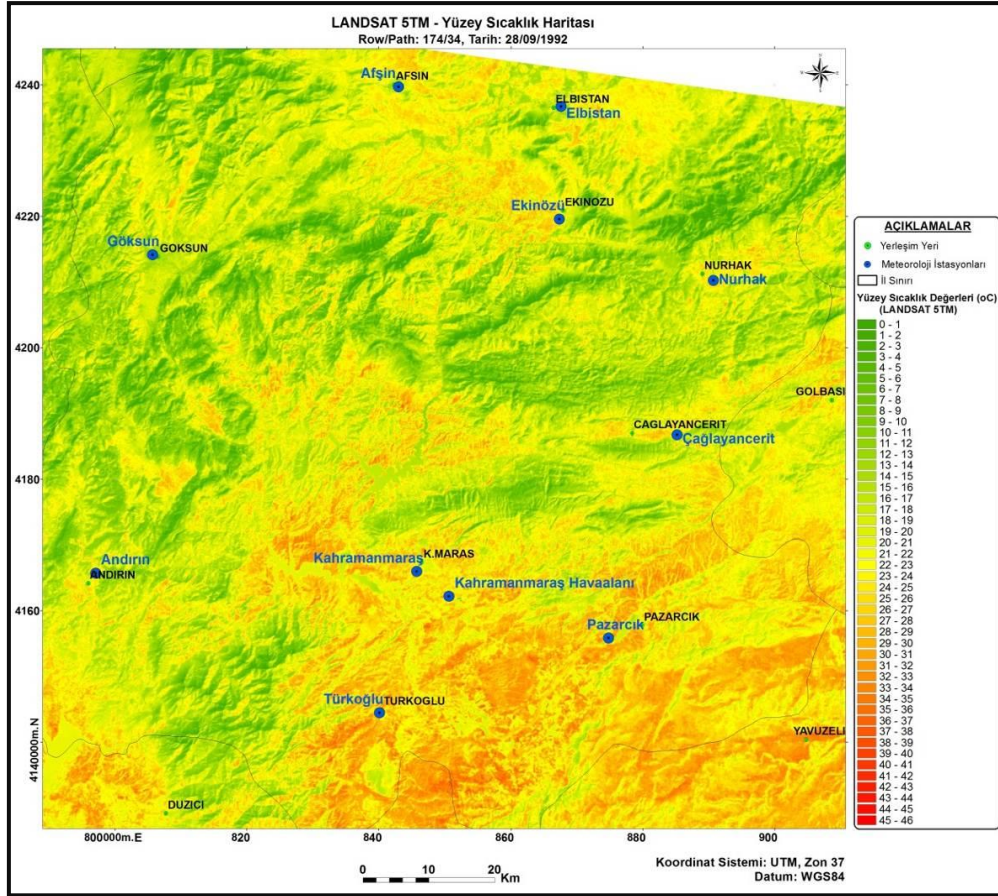 LANDSAT 5TM - Yüzey Sıcaklık Haritası
Row/Path: 174/34, Tarih: 28/09/1992
4240
4220
4200
4180
4160
4140000m.N
Afşin
AFSIN
ELBISTAN
Elbistan
Ekinözü
EKINOZU
Göksun
GOKSUN
NURHAK
Nurhak
GOLBASI
CAGLAYANCERIT
Çağlayancerit
Kahramanmaraş
K.MARAS
Andırın
ANDIRIN
Kahramanmaraş Havaalanı
Pazarcık
PAZARCIK
Türkoğlu
TURKOGLU
YAVUZELI
DUZICI
800000m.E
820
840
860
880
900
0 10 20
Km
Koordinat Sistemi: UTM, Zon 37
Datum: WGS84
AÇIKLAMALAR
Yerleşim Yeri
Meteoroloji İstasyonları
İl Sınırı
Yüzey Sıcaklık Değerleri (oC)
(LANDSAT 5TM)
0 - 1
1 - 2
2 - 3
3 - 4
4 - 5
5 - 6
6 - 7
7 - 8
8 - 9
9 - 10
10 - 11
11 - 12
12 - 13
13 - 14
14 - 15
15 - 16
16 - 17
17 - 18
18 - 19
19 - 20
20 - 21
21 - 22
22 - 23
23 - 24
24 - 25
25 - 26
26 - 27
27 - 28
28 - 29
29 - 30
30 - 31
31 - 32
32 - 33
33 - 34
34 - 35
35 - 36
36 - 37
37 - 38
38 - 39
39 - 40
40 - 41
41 - 42
42 - 43
43 - 44
44 - 45
45 - 46